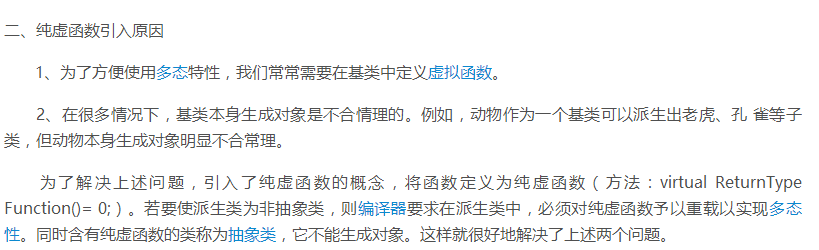 二、纯虚函数引入原因
1、为了方便使用多态特性，我们常常需要在基类中定义虚拟函数。
2、在很多情况下，基类本身生成对象是不合情理的。例如，动物作为一个基类可以派生出老虎、孔 雀等子
类，但动物本身生成对象明显不合常理。
为了解决上述问题，引入了纯虚函数的概念，将函数定义为纯虚函数（方法：virtual ReturnType
Function()= 0;）。若要使派生类为非抽象类，则编译器要求在派生类中，必须对纯虚函数予以重载以实现多态
性。同时含有纯虚函数的类称为抽象类，它不能生成对象。这样就很好地解决了上述两个问题。